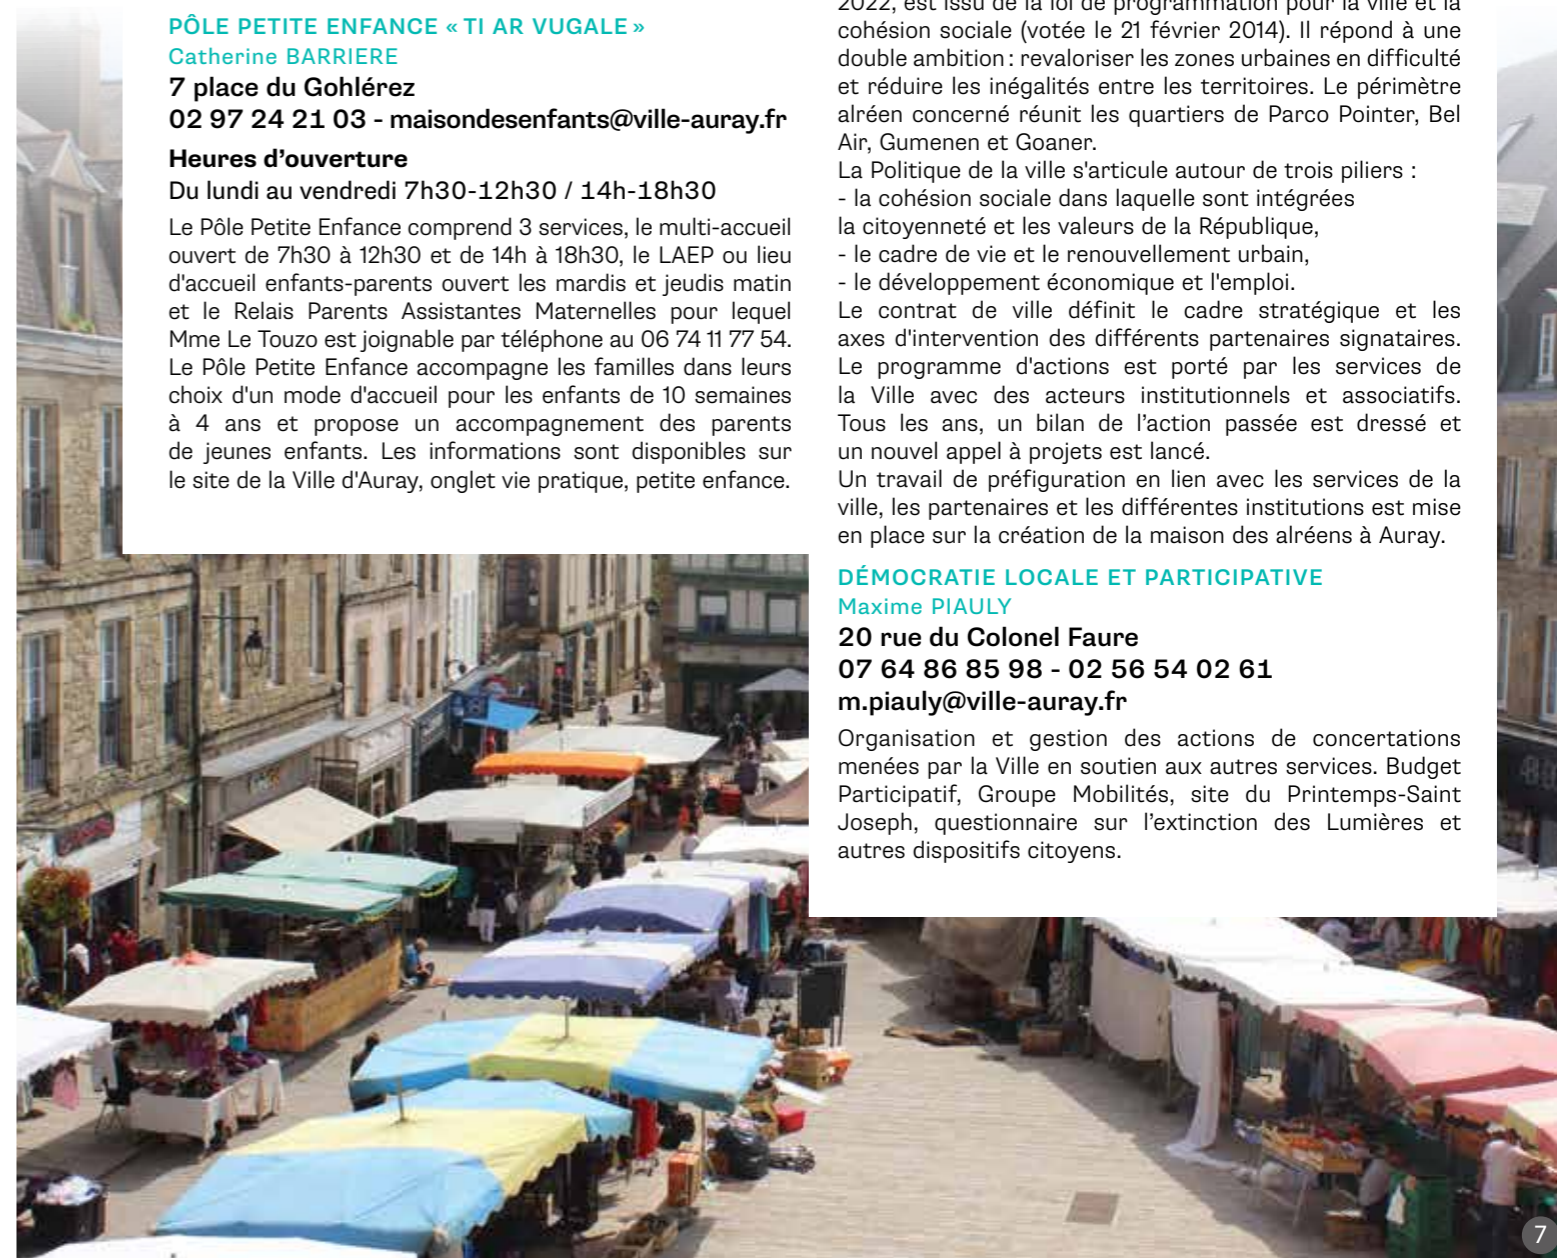 PÔLE PETITE ENFANCE « TI AR VUGALE »
Catherine BARRIERE
7 place du Gohlérez
02 97 24 21 03 - maisondesenfants@ville-auray.fr
Heures d’ouverture
Du lundi au vendredi 7h30-12h30 / 14h-18h30
Le Pôle Petite Enfance comprend 3 services, le multi-accueil
ouvert de 7h30 à 12h30 et de 14h à 18h30, le LAEP ou lieu
d'accueil enfants-parents ouvert les mardis et jeudis matin
et le Relais Parents Assistantes Maternelles pour lequel
Mme Le Touzo est joignable par téléphone au 06 74 11 77 54.
Le Pôle Petite Enfance accompagne les familles dans leurs
choix d'un mode d'accueil pour les enfants de 10 semaines
à 4 ans et propose un accompagnement des parents
de jeunes enfants. Les informations sont disponibles sur
le site de la Ville d'Auray, onglet vie pratique, petite enfance.
2022, est issu de la loi de programmation pour la ville et la
cohésion sociale (votée le 21 février 2014). Il répond à une
double ambition : revaloriser les zones urbaines en difficulté
et réduire les inégalités entre les territoires. Le périmètre
alréen concerné réunit les quartiers de Parco Pointer, Bel
Air, Gumenen et Goaner.
La Politique de la ville s'articule autour de trois piliers :
- la cohésion sociale dans laquelle sont intégrées
la citoyenneté et les valeurs de la République,
- le cadre de vie et le renouvellement urbain,
- le développement économique et l'emploi.
Le contrat de ville définit le cadre stratégique et les
axes d'intervention des différents partenaires signataires.
Le programme d'actions est porté par les services de
la Ville avec des acteurs institutionnels et associatifs.
Tous les ans, un bilan de l’action passée est dressé et
un nouvel appel à projets est lancé.
Un travail de préfiguration en lien avec les services de la
ville, les partenaires et les différentes institutions est mise
en place sur la création de la maison des alréens à Auray.
DÉMOCRATIE LOCALE ET PARTICIPATIVE
Maxime PIAULY
20 rue du Colonel Faure
07 64 86 85 98 - 02 56 54 02 61
m.piauly@ville-auray.fr
Organisation et gestion des actions de concertations
menées par la Ville en soutien aux autres services. Budget
Participatif, Groupe Mobilités, site du Printemps-Saint
Joseph, questionnaire sur l’extinction des Lumières et
autres dispositifs citoyens.
7